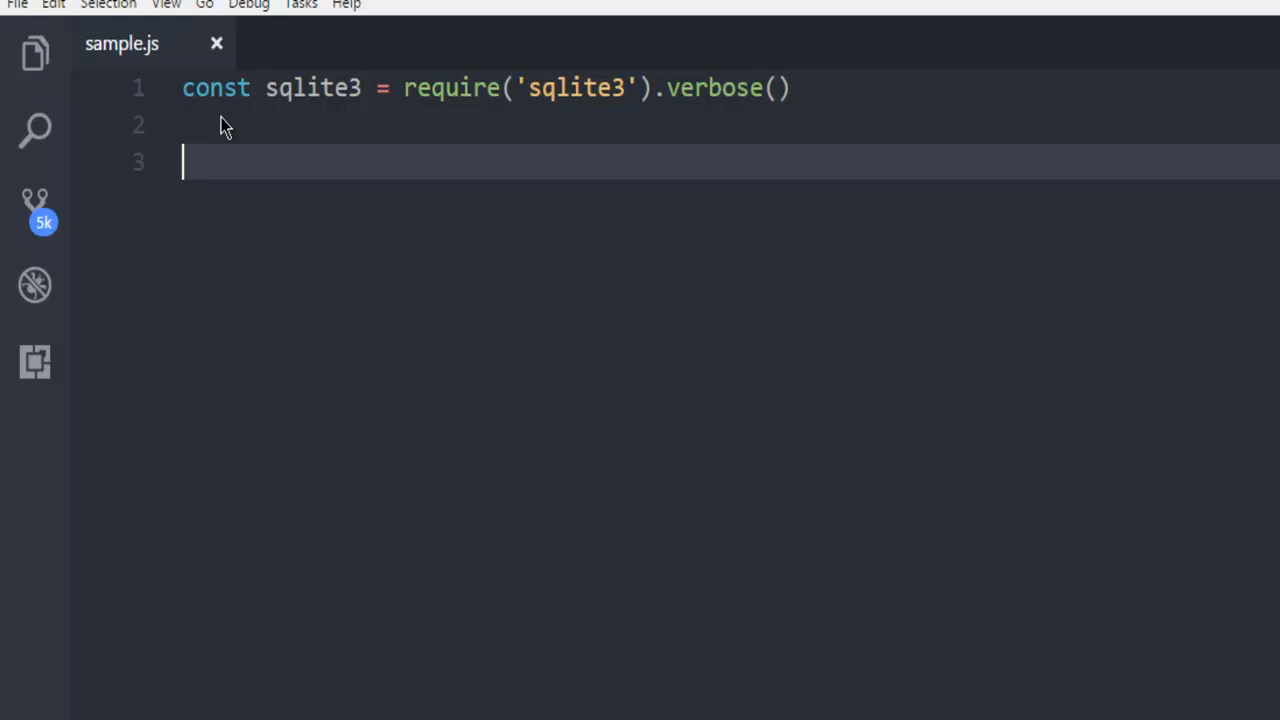 File Edit Selection View Go Debug Tasks Help
sample.js ×
1 const sqlite3 = require('sqlite3').verbose()
2
3
5k